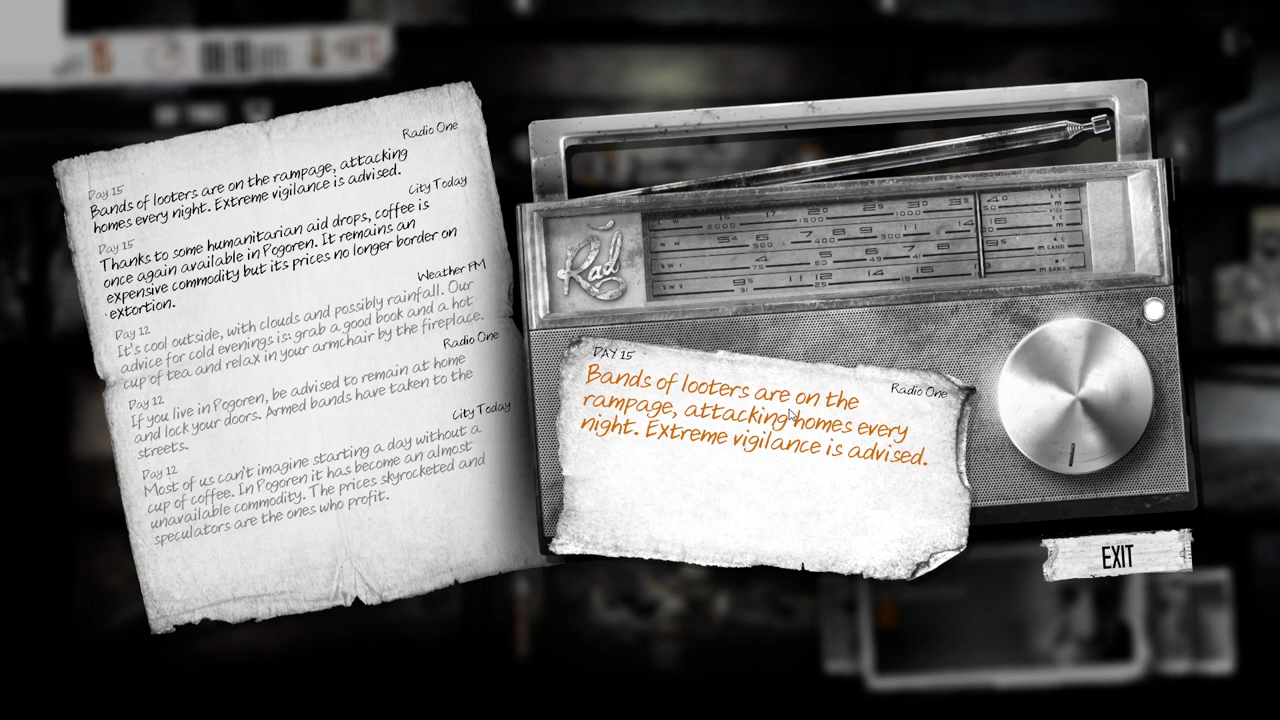 Radio One
Day 15
Bands of looters are on the rampage, attacking
homes every night. Extreme vigilance is advised.
City Today
Day 15
Thanks to some humanitarian aid drops, coffee is
once again available in Pogoren. It remains an
expensive commodity but its prices no longer border on
extortion.
Weather FM
Day 12
It's cool outside, with clouds and possibly rainfall. Our
advice for cold evenings is: grab a good book and a hot
cup of tea and relax in your armchair by the fireplace.
Radio One
Day 12
If you live in Pogoren, be advised to remain at home
and lock your doors. Armed bands have taken to the
streets.
City Today
Day 12
Most of us can't imagine starting a day without a
cup of coffee. In Pogoren it has become an almost
unavailable commodity. The prices skyrocketed and
speculators are the ones who profit.
Rad
DAY 15
Radio One
Bands of looters are on the
rampage, attacking homes every
night. Extreme vigilance is advised.
EXIT